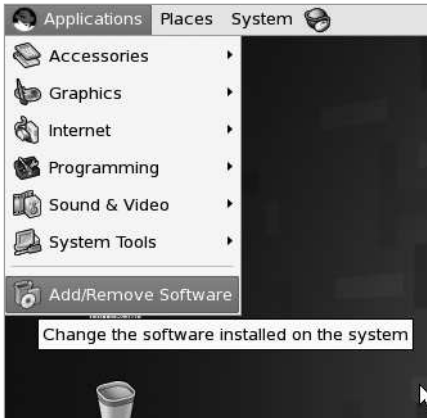 Applications Places System
Accessories
Graphics
Internet
Programming
Sound & Video
System Tools
Add/Remove Software
Change the software installed on the system